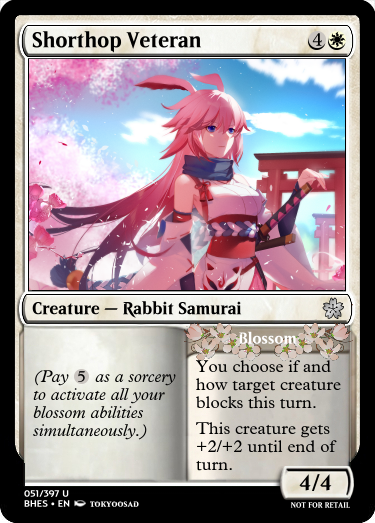 Shorthop Veteran
4
Creature — Rabbit Samurai
Blossom
(Pay 5 as a sorcery
to activate all your
blossom abilities
simultaneously.)
You choose if and
how target creature
blocks this turn.
This creature gets
+2/+2 until end of
turn.
4/4
051/397 U
BHES • EN TOKYOOSAD
NOT FOR RETAIL